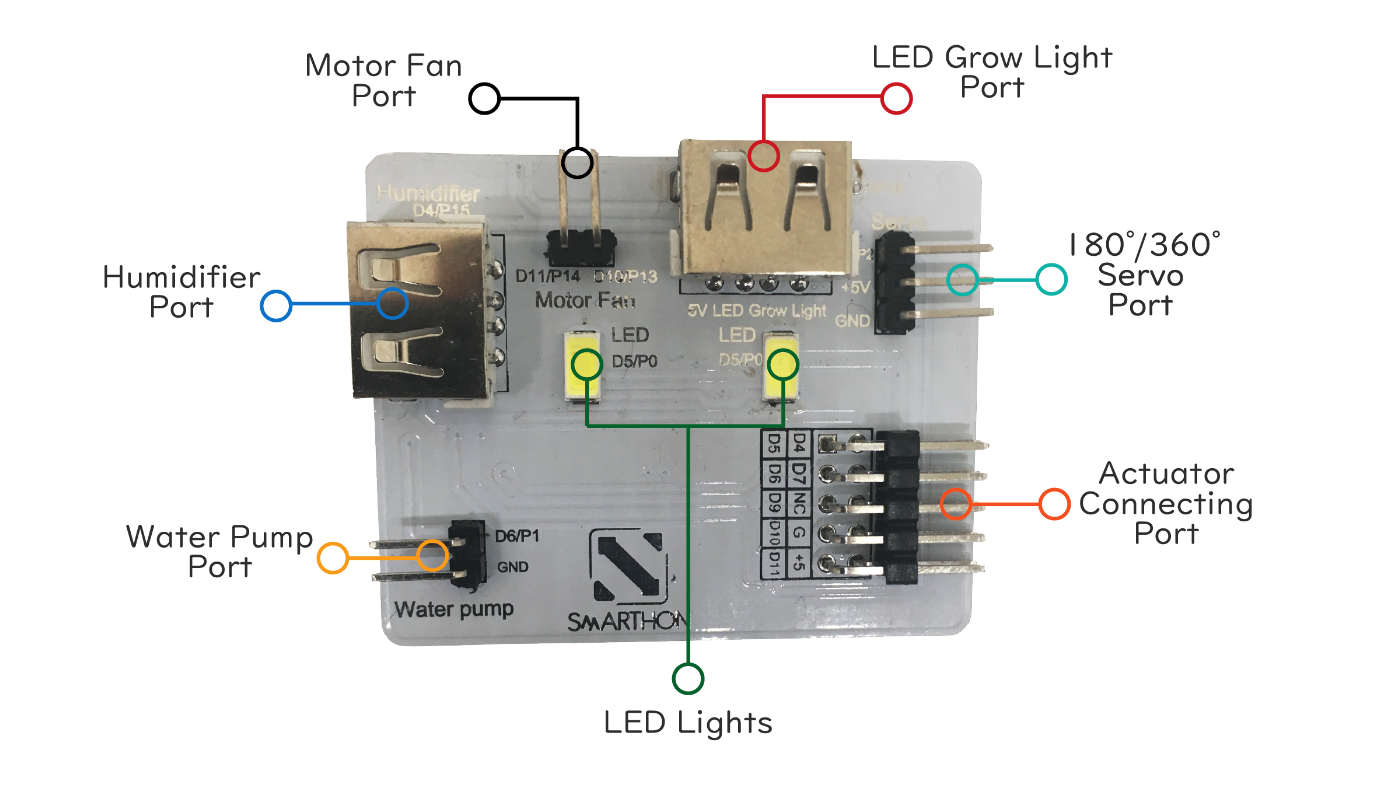 Motor Fan
Port
LED Grow Light
Port
Humidifier
D4/P15
Humidifier
Port
D11/P14
D10/P13
Motor Fan
5V LED Grow Light
+5V
GND
180°/360°
Servo
Port
LED
D5/P0
LED
D5/P0
D5 D4
D6 D7
D9 NC
D10 G
D11 +5
Actuator
Connecting
Port
Water Pump
Port
D6/P1
GND
Water pump
SMARTHON
LED Lights